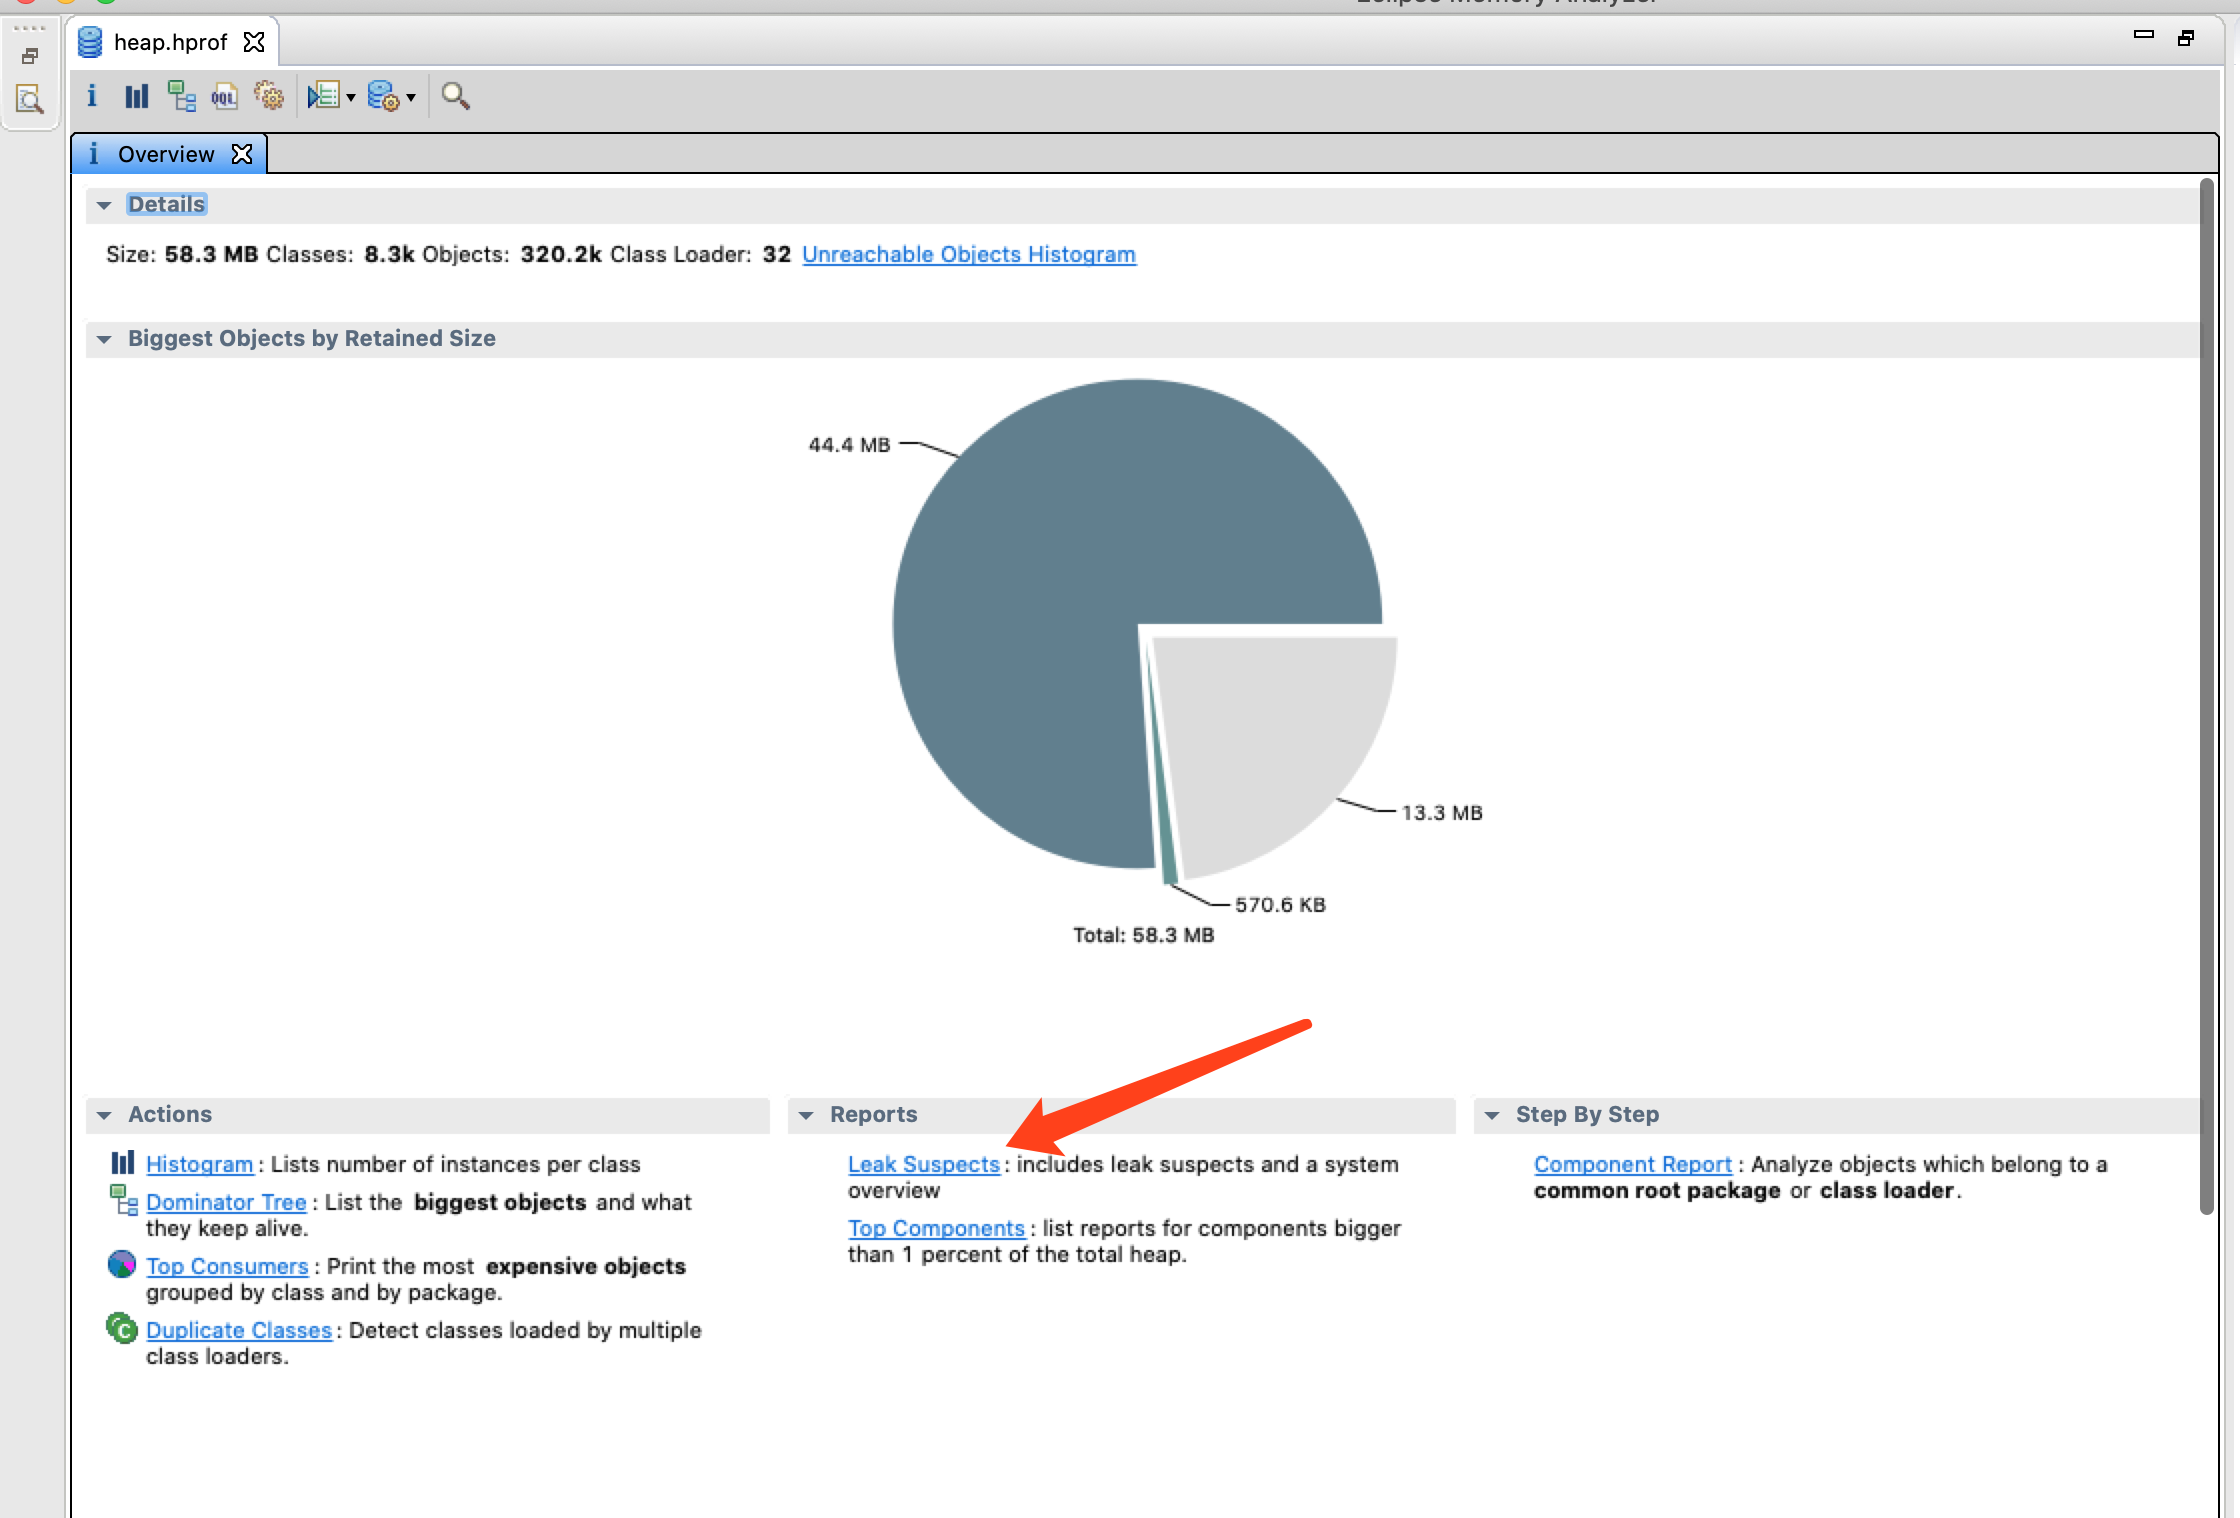 Eclipse Memory Analyzer
heap.hprof
OQL
Overview
Details
Size: 58.3 MB Classes: 8.3k Objects: 320.2k Class Loader: 32 Unreachable Objects Histogram
Biggest Objects by Retained Size
44.4 MB
13.3 MB
570.6 KB
Total: 58.3 MB
Actions
Histogram : Lists number of instances per class
Dominator Tree : List the biggest objects and what
they keep alive.
Top Consumers : Print the most expensive objects
grouped by class and by package.
Duplicate Classes : Detect classes loaded by multiple
class loaders.
Reports
Leak Suspects : includes leak suspects and a system
overview
Top Components : list reports for components bigger
than 1 percent of the total heap.
Step By Step
Component Report : Analyze objects which belong to a
common root package or class loader.